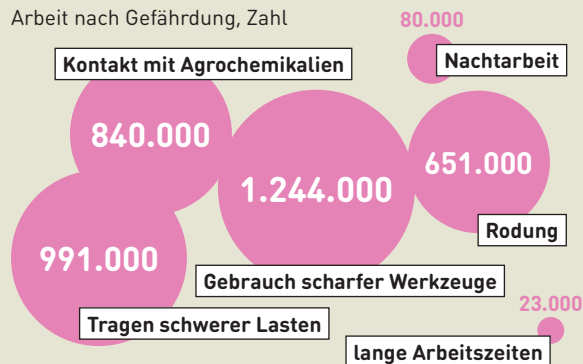 Arbeit nach Gefährdung, Zahl
80.000
Nachtarbeit
Kontakt mit Agrochemikalien
840.000
1.244.000
651.000
Rodung
991.000
Gebrauch scharfer Werkzeuge
Tragen schwerer Lasten
23.000
lange Arbeitszeiten